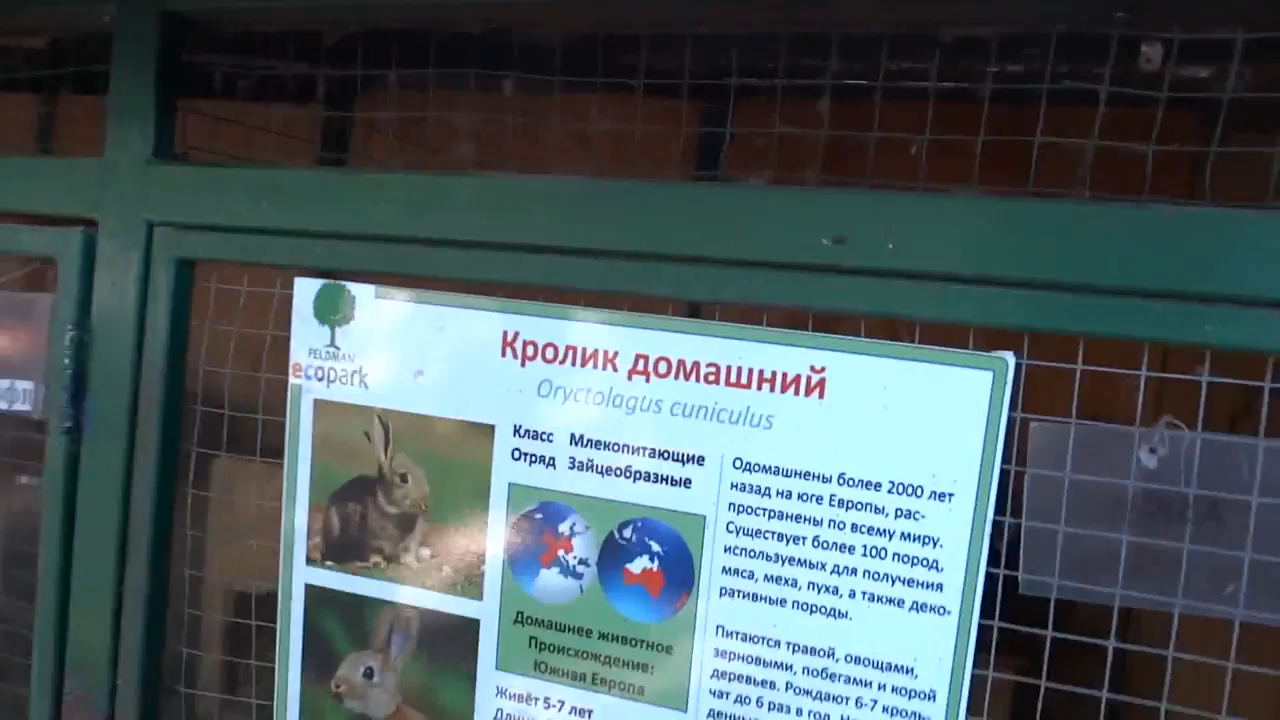 FELDMAN
ecopark
Кролик домашний
Oryctolagus cuniculus
Класс Млекопитающие
Отряд Зайцеобразные
Домашнее животное
Происхождение:
Южная Европа
Живёт 5-7 лет
Одомашнены более 2000 лет
назад на юге Европы, рас-
пространены по всему миру.
Существует более 100 пород,
используемых для получения
мяса, меха, пуха, а также деко-
ративные породы.
Питаются травой, овощами,
зерновыми, побегами и корой
деревьев. Рождают 6-7 кроль-
чат до 6 раз в год.